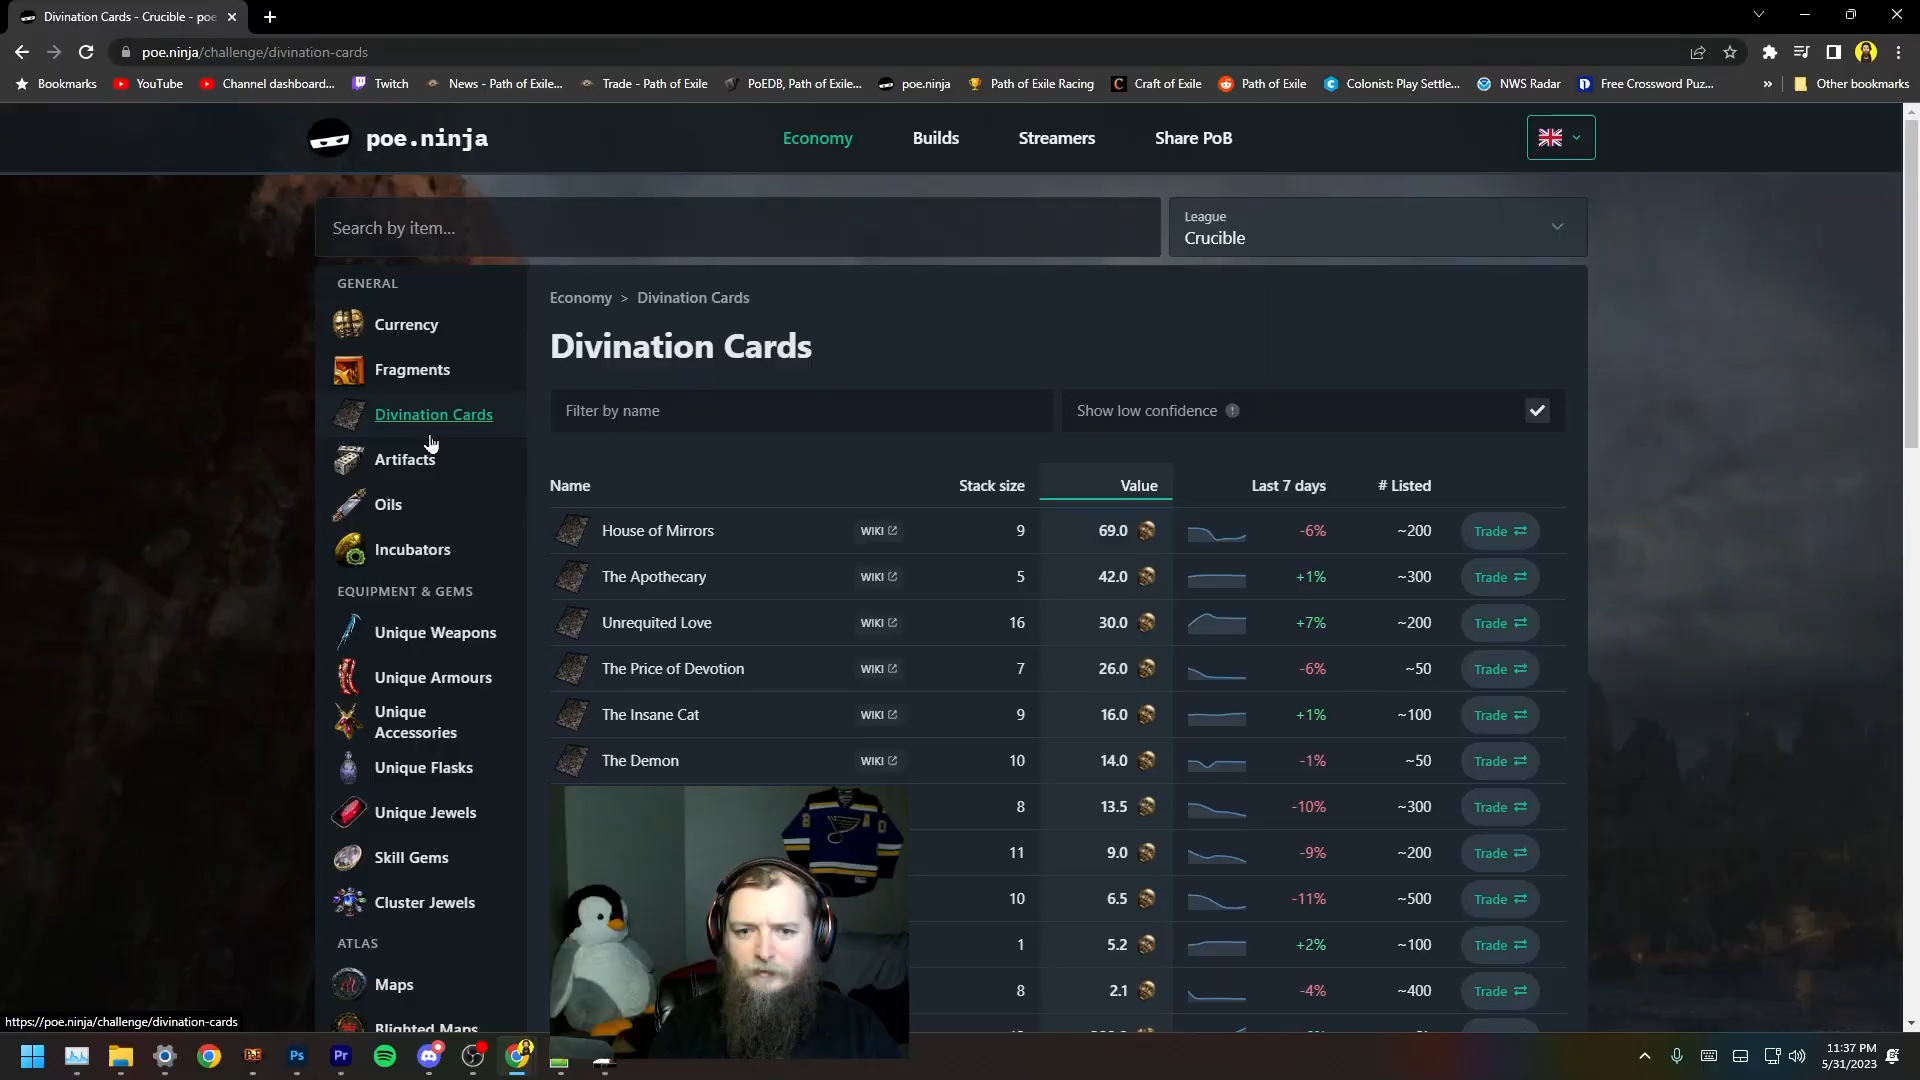 Divination Cards - Crucible - poe
poe.ninja/challenge/divination-cards
Bookmarks YouTube Channel dashboard... Twitch News - Path of Exile... Trade - Path of Exile PoEDB, Path of Exile... poe.ninja Path of Exile Racing Craft of Exile Path of Exile Colonist: Play Settle... NWS Radar Free Crossword Puz... » Other bookmarks
poe.ninja Economy Builds Streamers Share PoB
Search by item...
League
Crucible
GENERAL
Currency
Fragments
Divination Cards
Artifacts
Oils
Incubators
EQUIPMENT & GEMS
Unique Weapons
Unique Armours
Unique
Accessories
Unique Flasks
Unique Jewels
Skill Gems
Cluster Jewels
ATLAS
Maps
Blighted Maps
Economy > Divination Cards
Divination Cards
Filter by name Show low confidence
Name Stack size Value Last 7 days # Listed
House of Mirrors WIKI 9 69.0 -6% ~200 Trade
The Apothecary WIKI 5 42.0 +1% ~300 Trade
Unrequited Love WIKI 16 30.0 +7% ~200 Trade
The Price of Devotion WIKI 7 26.0 -6% ~50 Trade
The Insane Cat WIKI 9 16.0 +1% ~100 Trade
The Demon WIKI 10 14.0 -1% ~50 Trade
8 13.5 -10% ~300 Trade
11 9.0 -9% ~200 Trade
10 6.5 -11% ~500 Trade
1 5.2 +2% ~100 Trade
8 2.1 -4% ~400 Trade
https://poe.ninja/challenge/divination-cards
11:37 PM
5/31/2023